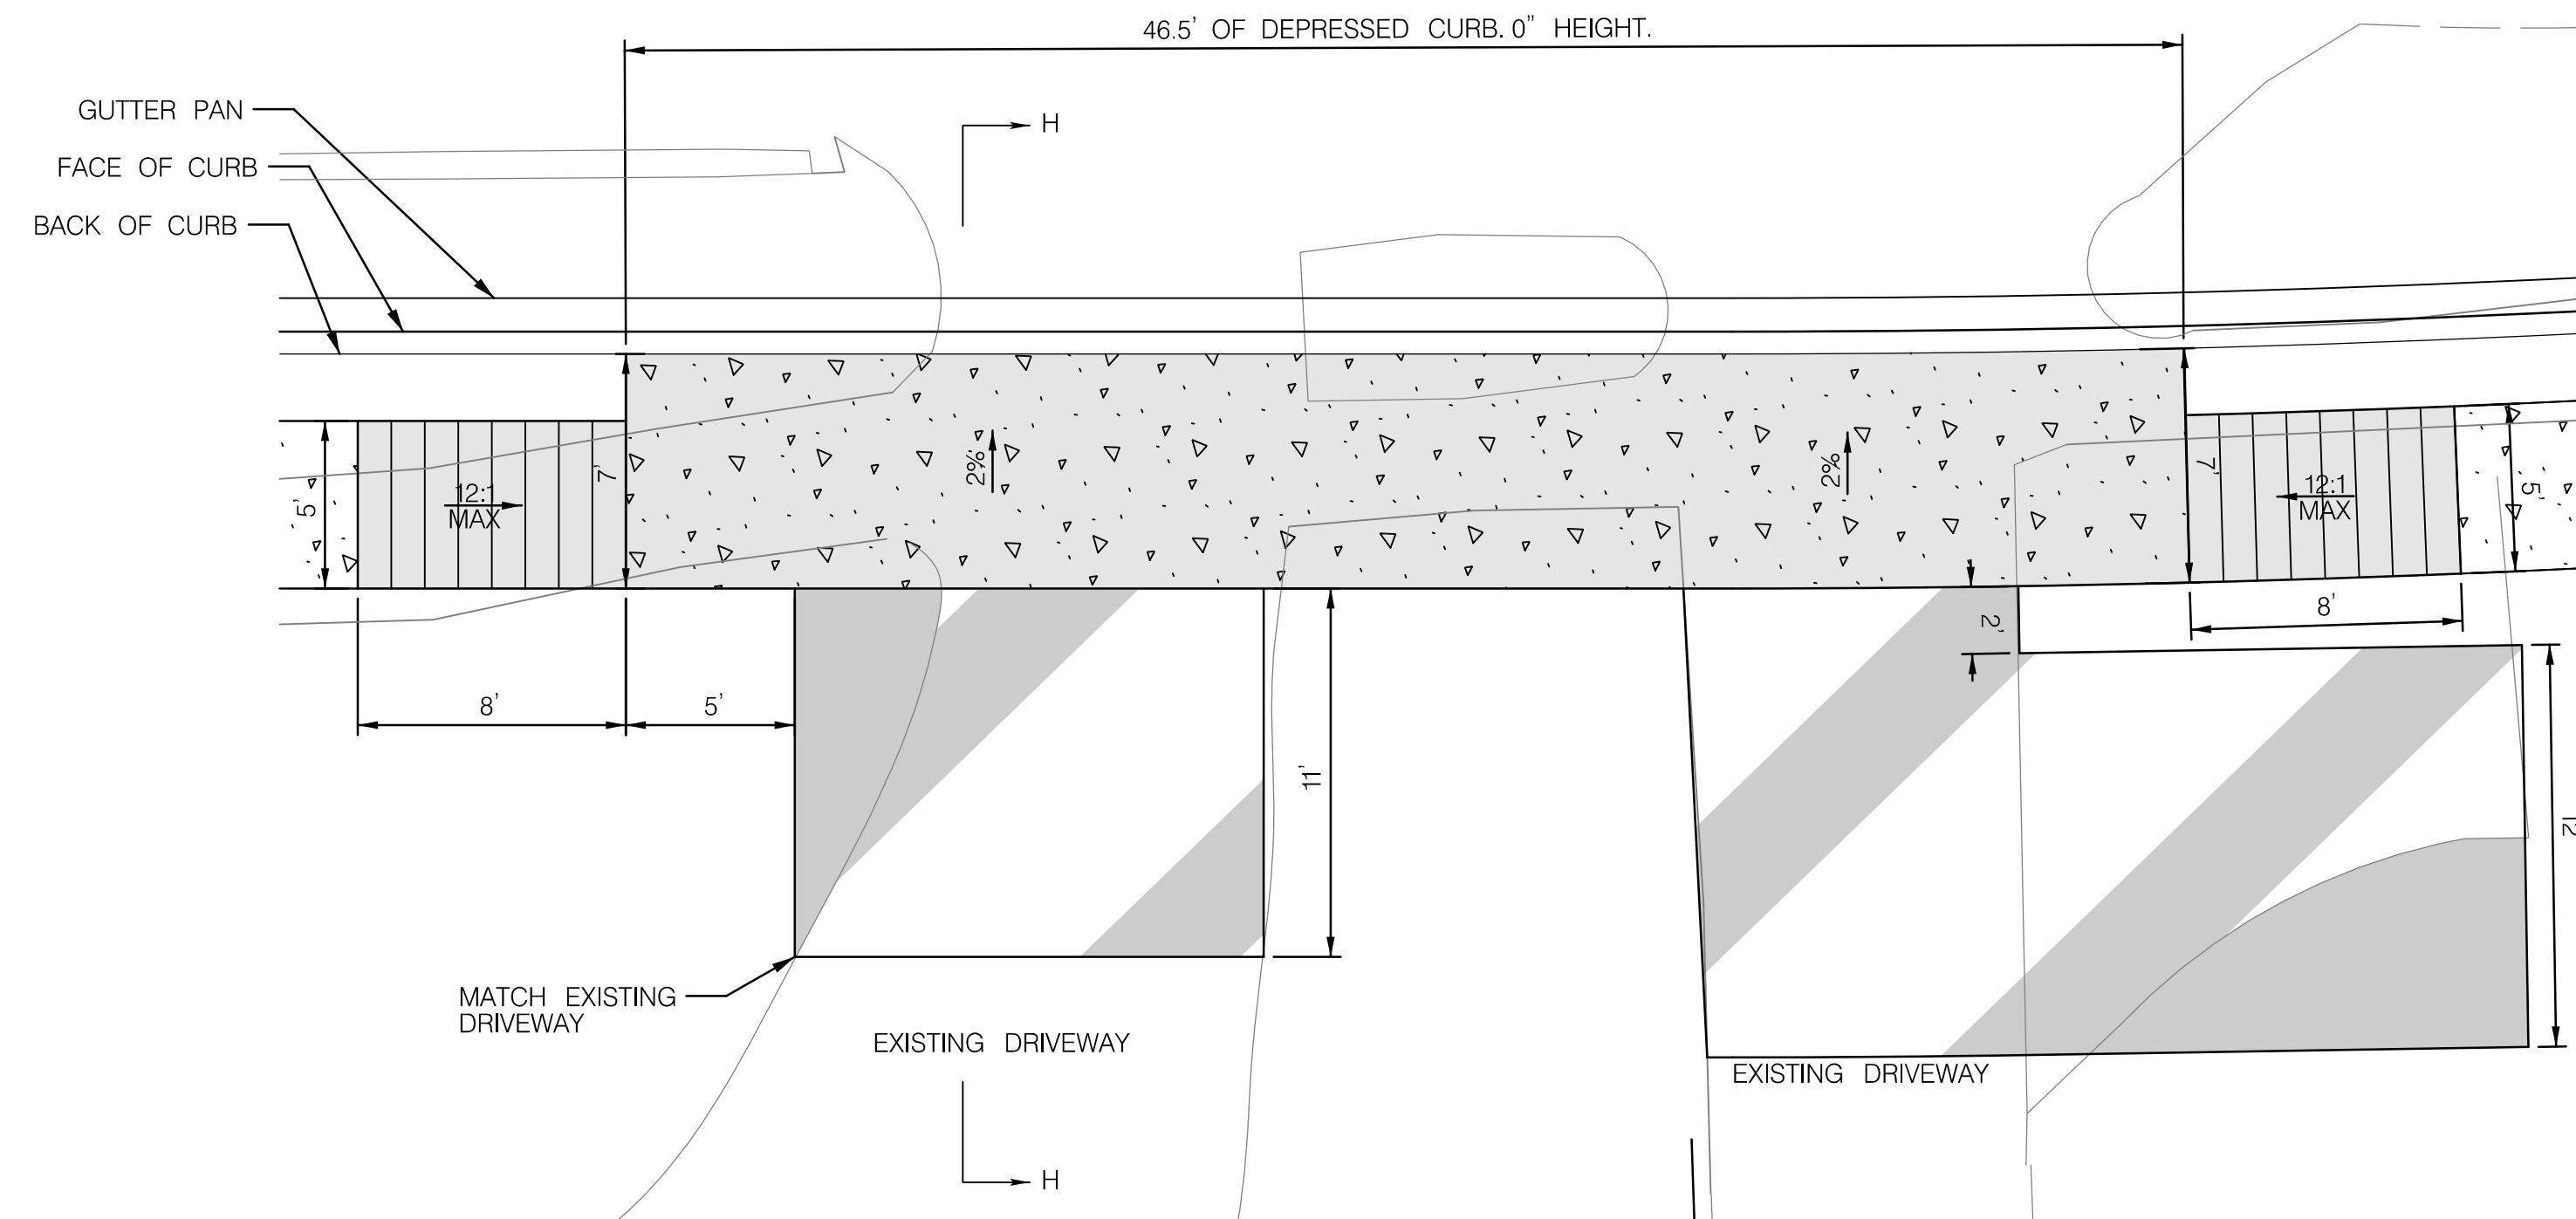 46.5' OF DEPRESSED CURB. 0" HEIGHT.
GUTTER PAN
H
FACE OF CURB
BACK OF CURB
5'
12:1
MAX
7'
2%
2%
7'
12:1
MAX
5'
2'
8'
8'
5'
11'
12
MATCH EXISTING
DRIVEWAY
EXISTING DRIVEWAY
EXISTING DRIVEWAY
H